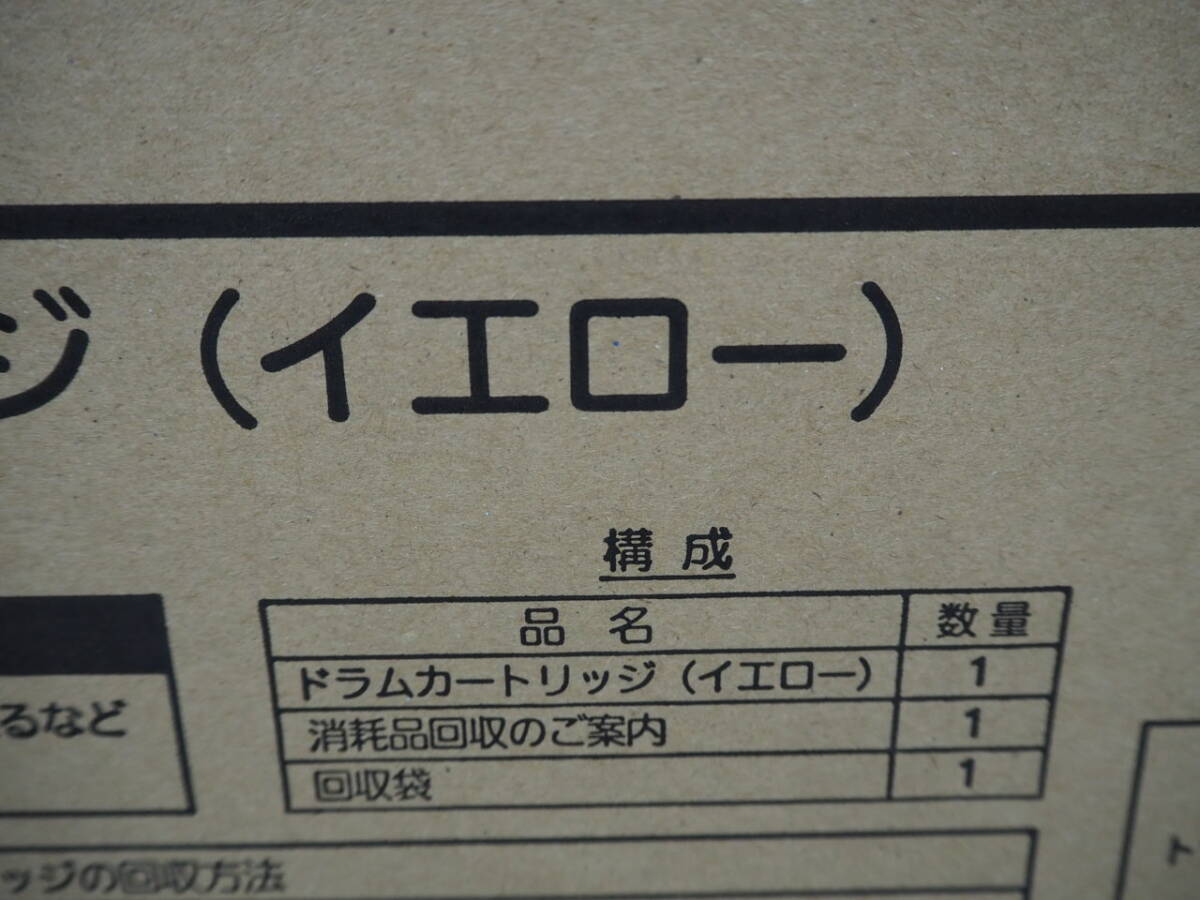 ジ（イエロー）
構成
品名 数量
ドラムカートリッジ（イエロー） 1
消耗品回収のご案内 1
回収袋 1
るなど
ッジの回収方法
ト